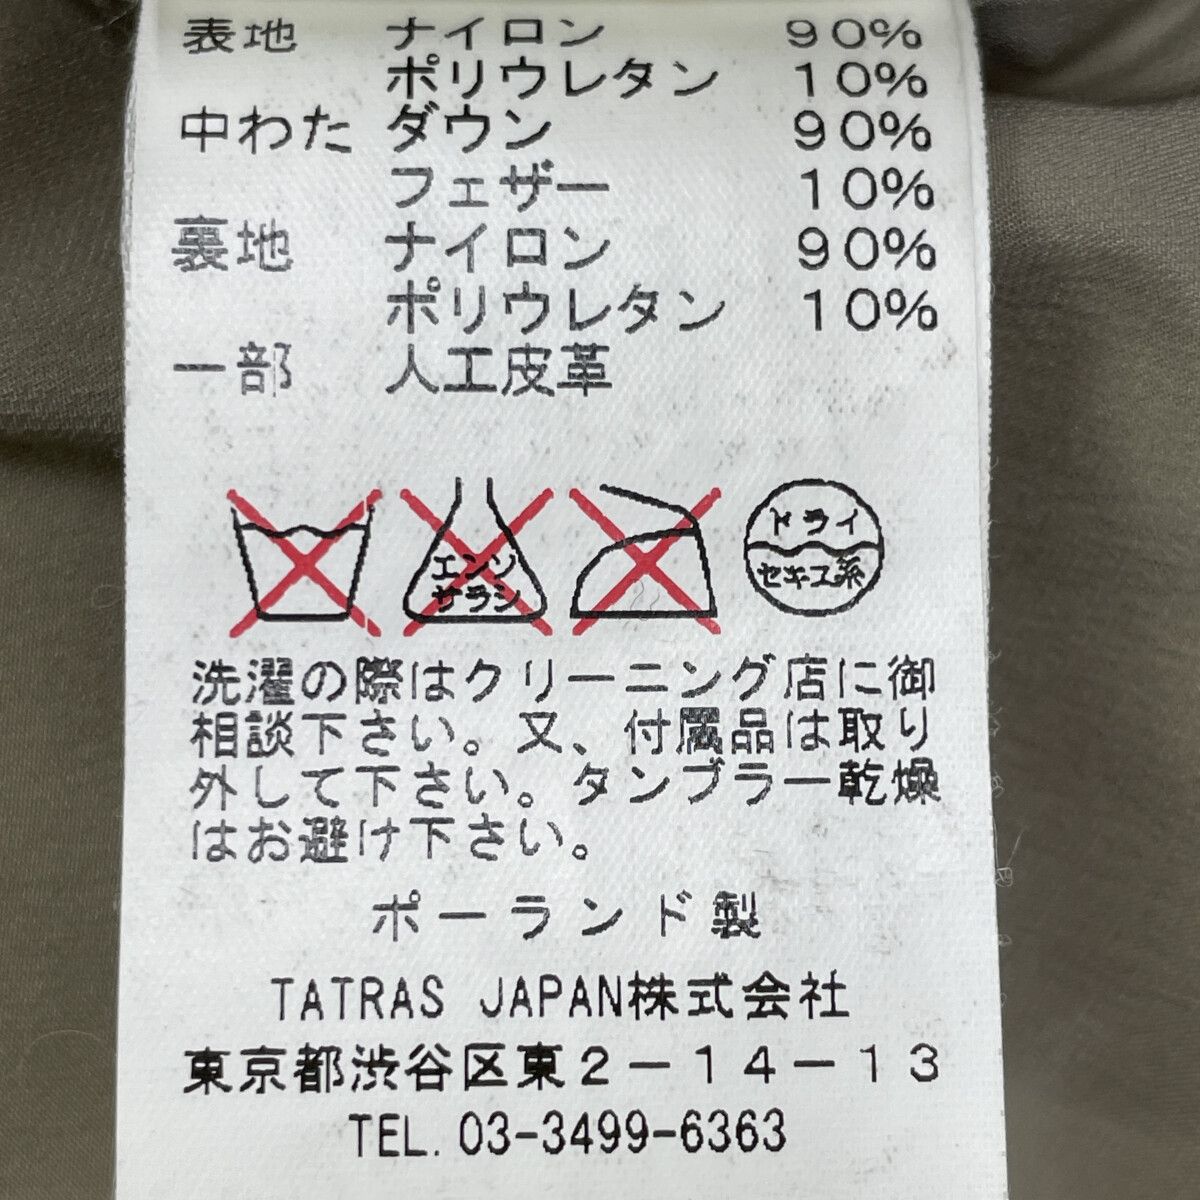 表地 ナイロン 90%
ポリウレタン 10%
中わた ダウン 90%
フェザー 10%
裏地 ナイロン 90%
ポリウレタン 10%
一部 人工皮革
エンソ
サラシ
ドライ
セキユ系
洗濯の際はクリーニング店に御
相談下さい。又、付属品は取り
外して下さい。タンブラー乾燥
はお避け下さい。
ポーランド製
TATRAS JAPAN株式会社
東京都渋谷区東2-14-13
TEL. 03-3499-6363